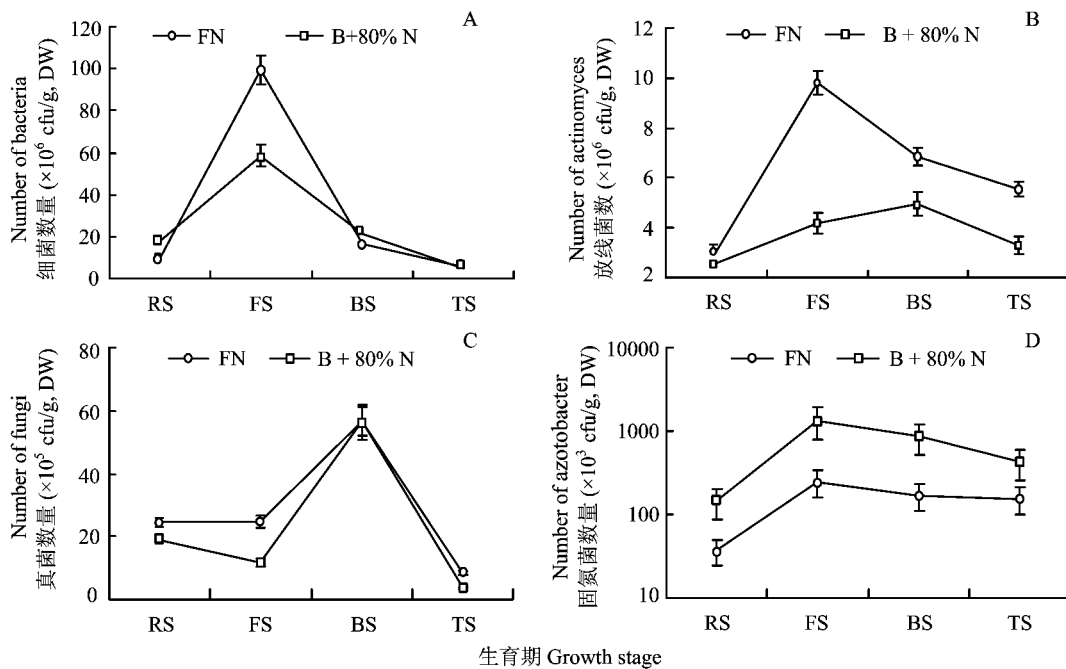 A
FN
B+80% N
Number of bacteria
细菌数量 (×10⁶ cfu/g, DW)
120
100
80
60
40
20
0
RS FS BS TS
B
FN
B + 80% N
Number of actinomyces
放线菌数 (×10⁶ cfu/g, DW)
12
10
8
6
4
2
RS FS BS TS
C
FN
B + 80% N
Number of fungi
真菌数量 (×10⁵ cfu/g, DW)
80
60
40
20
0
RS FS BS TS
D
FN
B + 80% N
Number of azotobacter
固氮菌数量 (×10³ cfu/g, DW)
10000
1000
100
10
RS FS BS TS
生育期 Growth stage